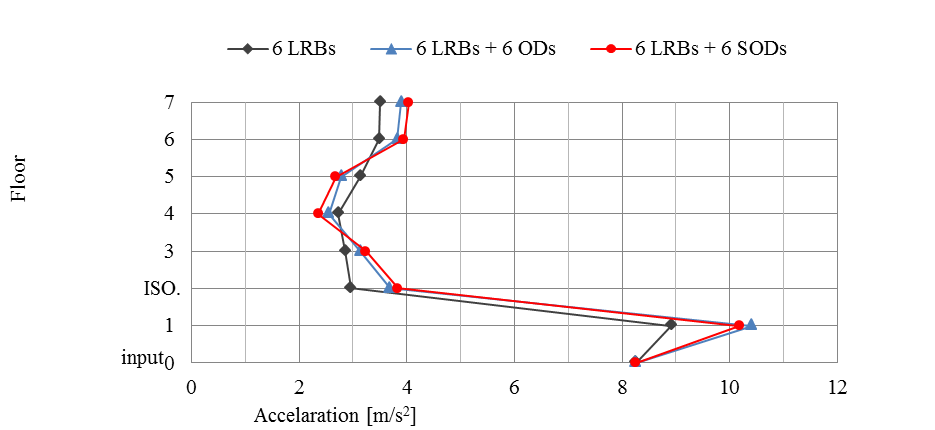 6 LRBs 6 LRBs + 6 ODs 6 LRBs + 6 SODs
Floor
7
6
5
4
3
ISO.
1
input 0
0 2 4 6 8 10 12
Accelaration [m/s²]